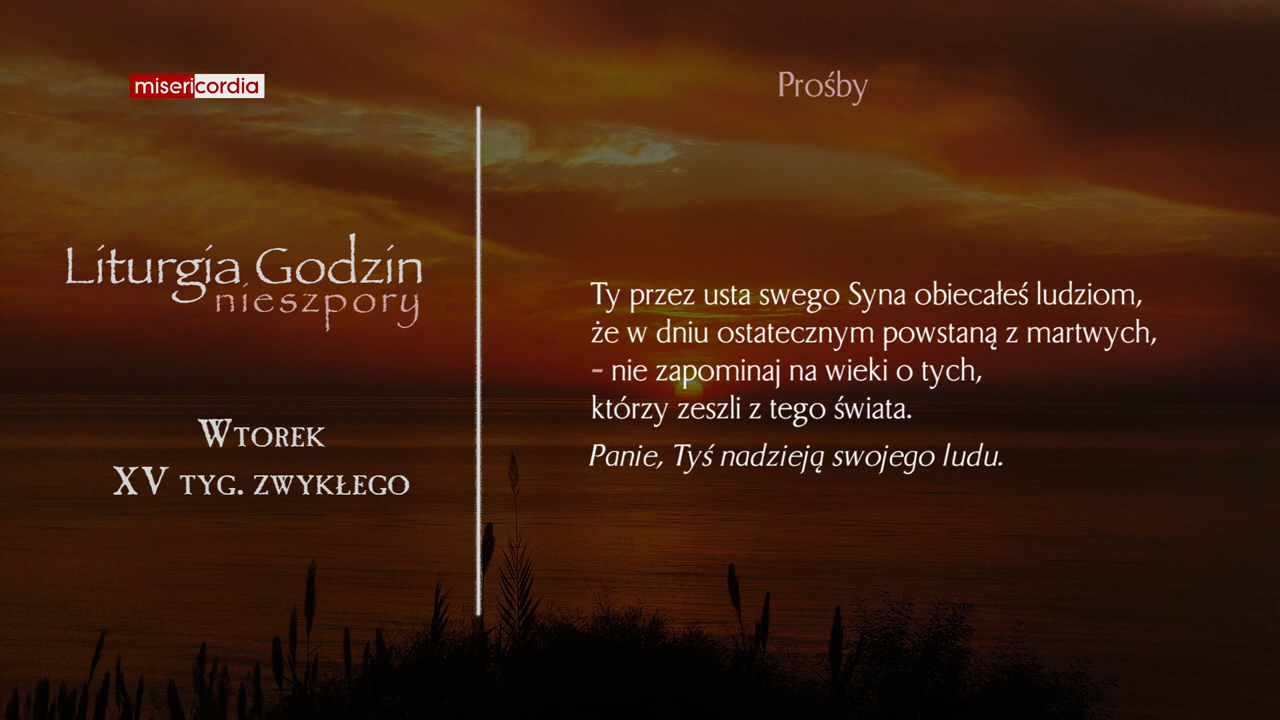 misericordia
Prośby
Liturgia Godzin
nieszpory
Wtorek
XV tyg. zwykłego
Ty przez usta swego Syna obiecałeś ludziom,
że w dniu ostatecznym powstaną z martwych,
- nie zapominaj na wieki o tych,
którzy zeszli z tego świata.
Panie, Tyś nadzieją swojego ludu.